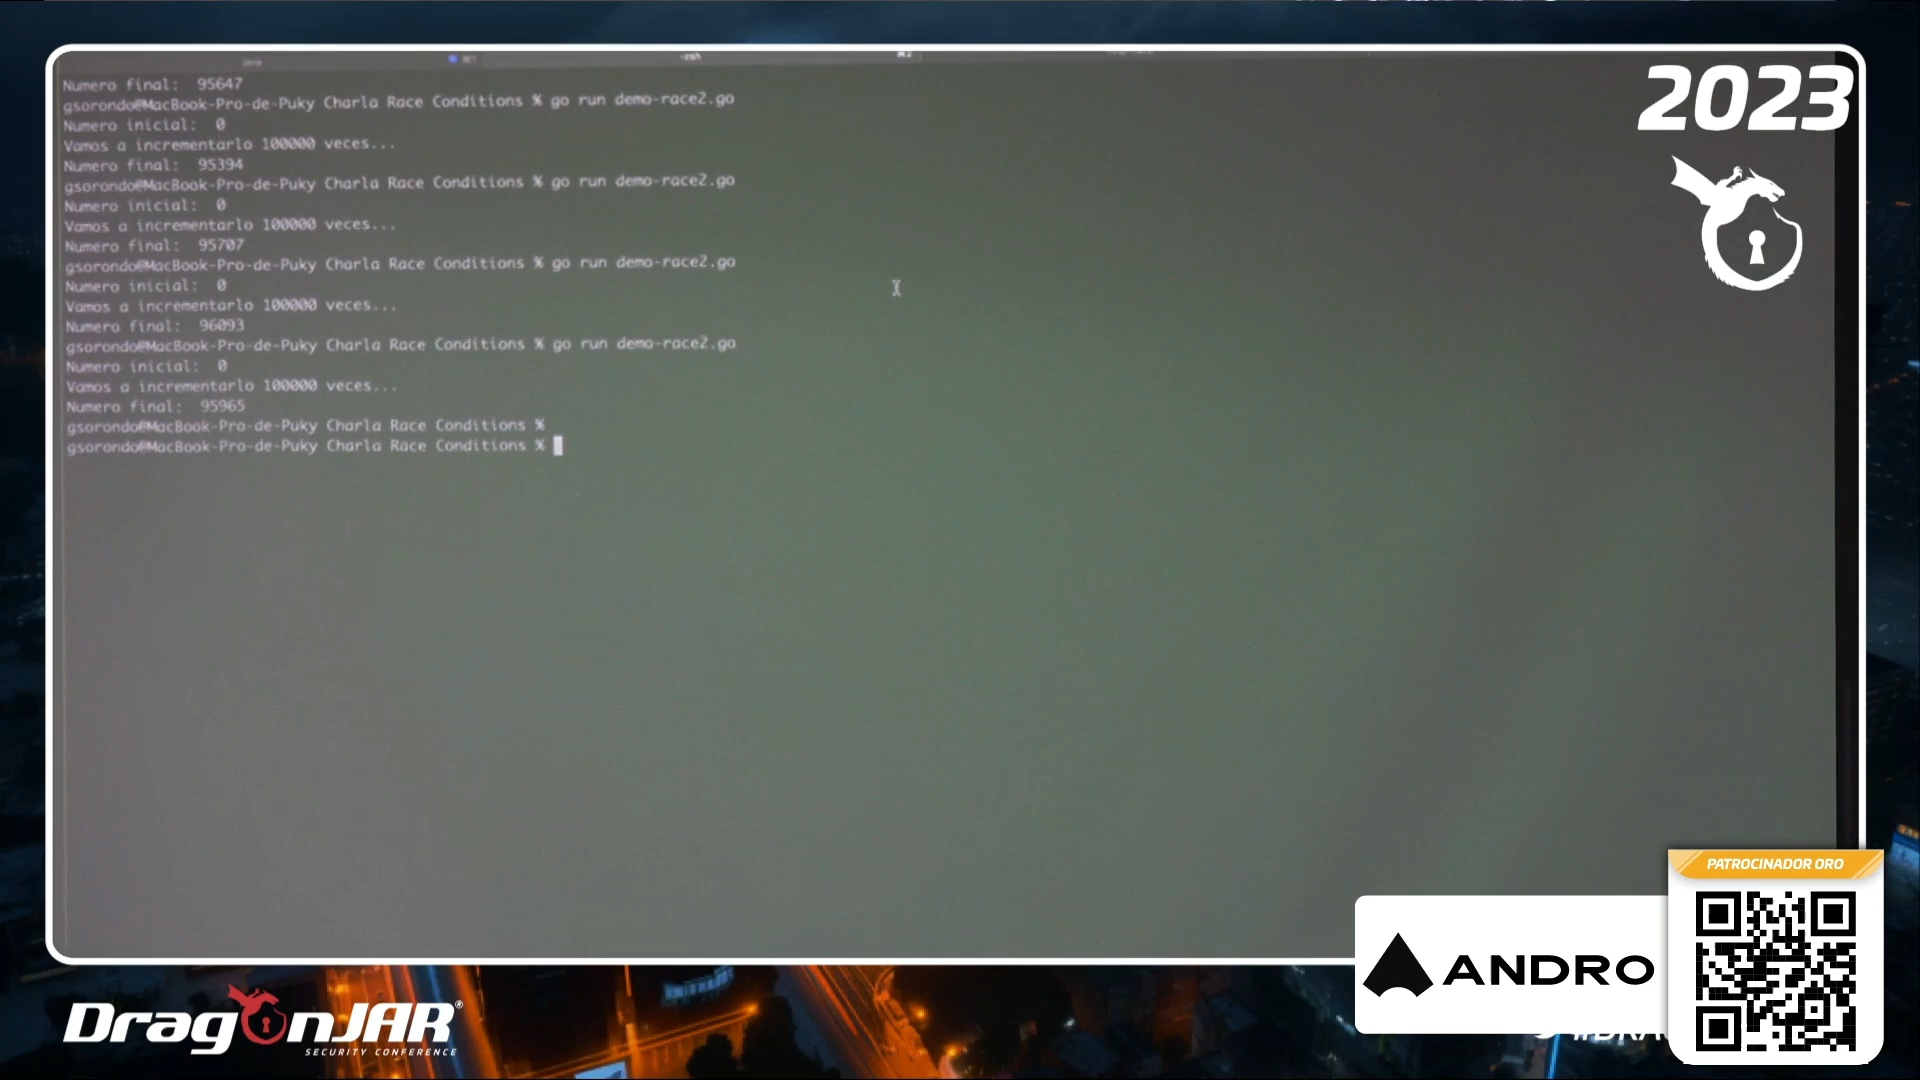 -zsh
Numero final:  95647
gsorondo@MacBook-Pro-de-Puky Charla Race Conditions % go run demo-race2.go
Numero inicial:  0
Vamos a incrementarlo 100000 veces...
Numero final:  95394
gsorondo@MacBook-Pro-de-Puky Charla Race Conditions % go run demo-race2.go
Numero inicial:  0
Vamos a incrementarlo 100000 veces...
Numero final:  95707
gsorondo@MacBook-Pro-de-Puky Charla Race Conditions % go run demo-race2.go
Numero inicial:  0
Vamos a incrementarlo 100000 veces...
Numero final:  96093
gsorondo@MacBook-Pro-de-Puky Charla Race Conditions % go run demo-race2.go
Numero inicial:  0
Vamos a incrementarlo 100000 veces...
Numero final:  95965
gsorondo@MacBook-Pro-de-Puky Charla Race Conditions %
gsorondo@MacBook-Pro-de-Puky Charla Race Conditions %
2023
PATROCINADOR ORO
ANDRO
DragonJAR®
SECURITY CONFERENCE